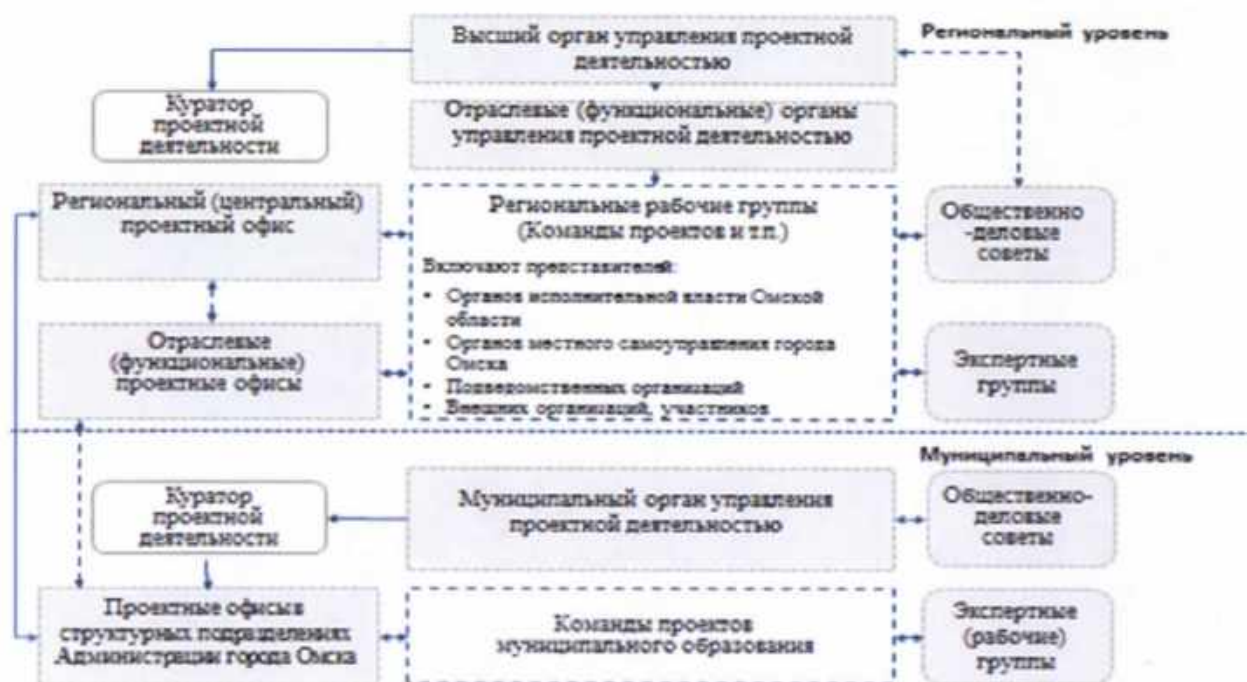 Высший орган управления проектной
деятельностью
Региональный уровень
Куратор
проектной
деятельности
Отраслевые (функциональные) органы
управления проектной деятельностью
Региональный (центральный)
проектный офис
Региональные рабочие группы
(Команды проектов и т.п.)
Включают представителей:
• Органов исполнительной власти Омской
области
• Органов местного самоуправления города
Омска
• Подведомственных организаций
• Внешних организаций, участников
Общественно
-деловые
советы
Отраслевые
(функциональные)
проектные офисы
Экспертные
группы
Муниципальный уровень
Куратор
проектной
деятельности
Муниципальный орган управления
проектной деятельностью
Общественно-
деловые
советы
Проектные офисы в
структурных подразделениях
Администрации города Омска
Команды проектов
муниципального образования
Экспертные
(рабочие)
группы